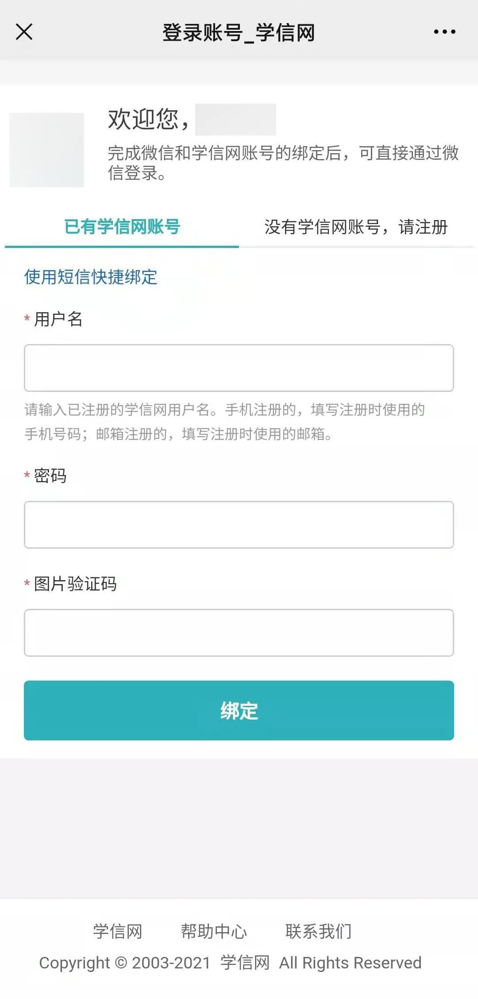 登录账号_学信网
欢迎您，
完成微信和学信网账号的绑定后，可直接通过微
信登录。
已有学信网账号
没有学信网账号，请注册
使用短信快捷绑定
* 用户名
请输入已注册的学信网用户名。手机注册的，填写注册时使用的
手机号码；邮箱注册的，填写注册时使用的邮箱。
* 密码
* 图片验证码
绑定
学信网 帮助中心 联系我们
Copyright © 2003-2021 学信网 All Rights Reserved